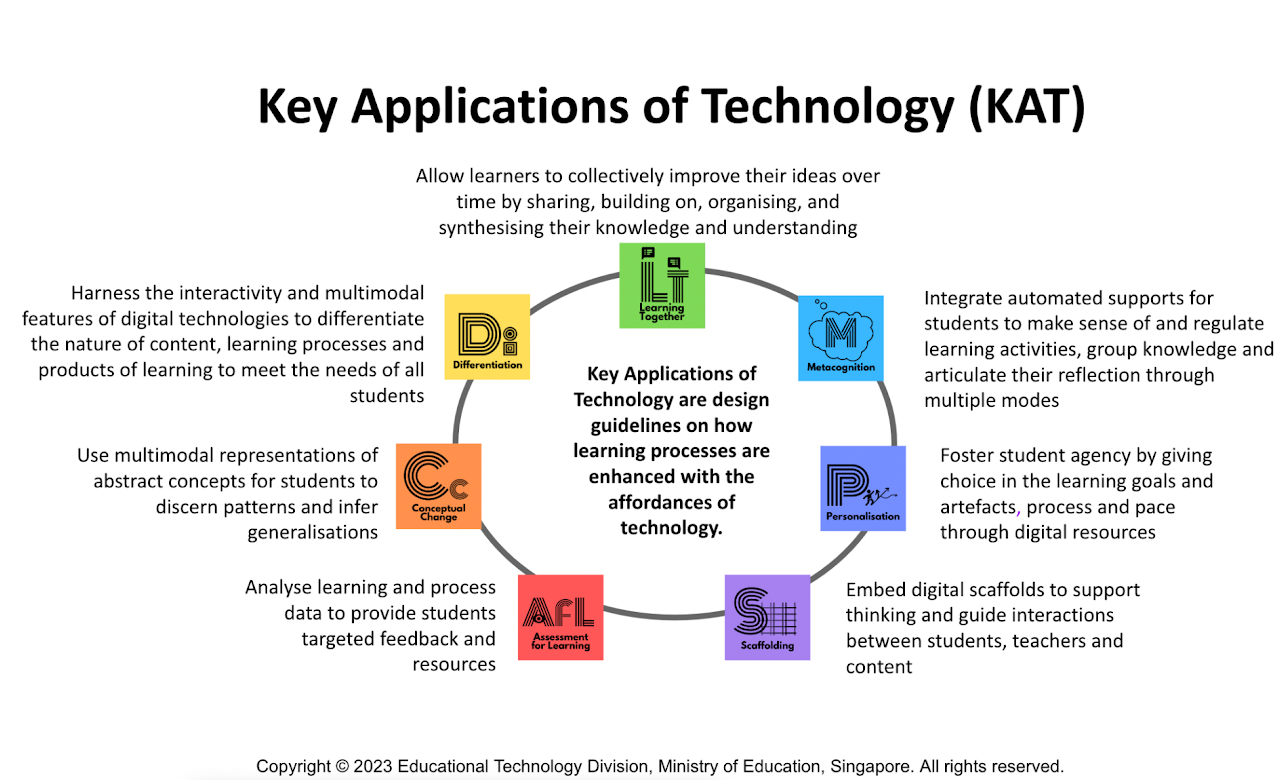 Key Applications of Technology (KAT)
Allow learners to collectively improve their ideas over
time by sharing, building on, organising, and
synthesising their knowledge and understanding
LT
Learning
Together
Harness the interactivity and multimodal
features of digital technologies to differentiate
the nature of content, learning processes and
products of learning to meet the needs of all
students
Di
Differentiation
M
Metacognition
Integrate automated supports for
students to make sense of and regulate
learning activities, group knowledge and
articulate their reflection through
multiple modes
Key Applications of
Technology are design
guidelines on how
learning processes are
enhanced with the
affordances of
technology.
Use multimodal representations of
abstract concepts for students to
discern patterns and infer
generalisations
Cc
Conceptual
Change
P
Personalisation
Foster student agency by giving
choice in the learning goals and
artefacts, process and pace
through digital resources
Analyse learning and process
data to provide students
targeted feedback and
resources
AfL
Assessment
for Learning
S
Scaffolding
Embed digital scaffolds to support
thinking and guide interactions
between students, teachers and
content
Copyright © 2023 Educational Technology Division, Ministry of Education, Singapore. All rights reserved.